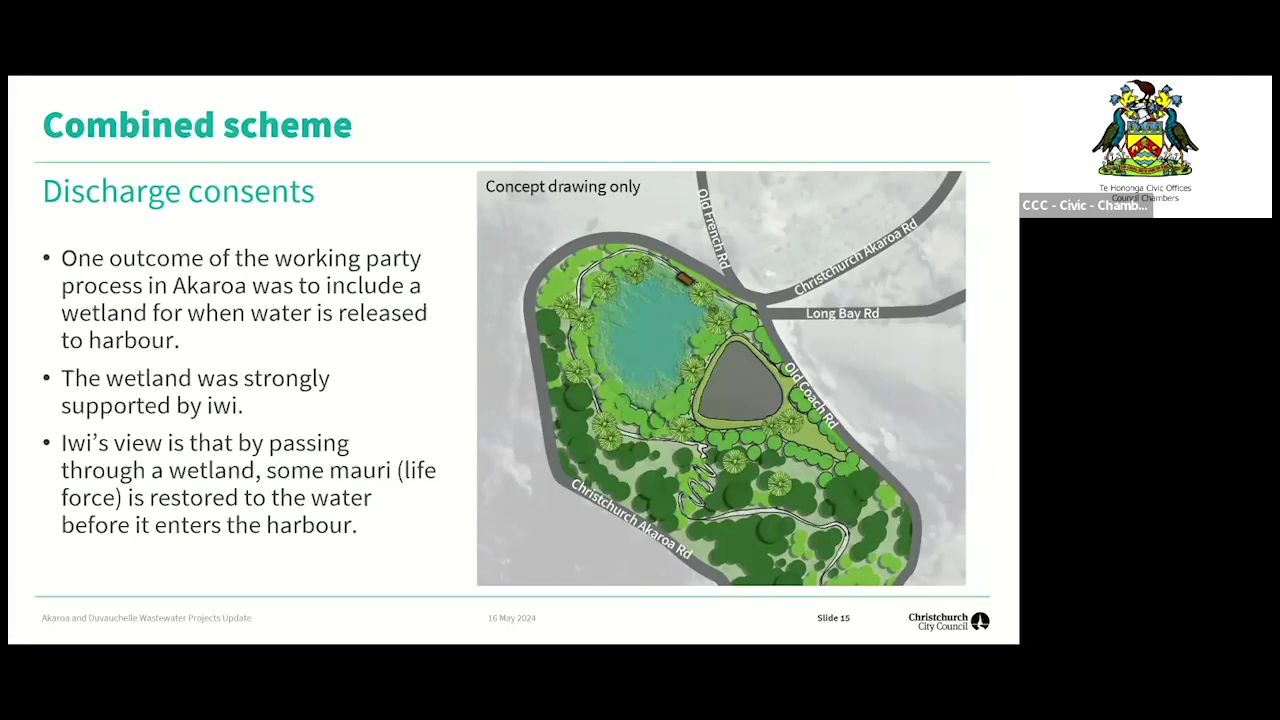 Combined scheme
Discharge consents
• One outcome of the working party
process in Akaroa was to include a
wetland for when water is released
to harbour.
• The wetland was strongly
supported by iwi.
• Iwi’s view is that by passing
through a wetland, some mauri (life
force) is restored to the water
before it enters the harbour.
Concept drawing only
Old French Rd
Christchurch Akaroa Rd
Long Bay Rd
Old Coach Rd
Christchurch Akaroa Rd
Akaroa and Duvauchelle Wastewater Projects Update
16 May 2024
Slide 15
Christchurch
City Council
Te Hononga Civic Offices
Council Chambers
CCC - Civic - Chamb...